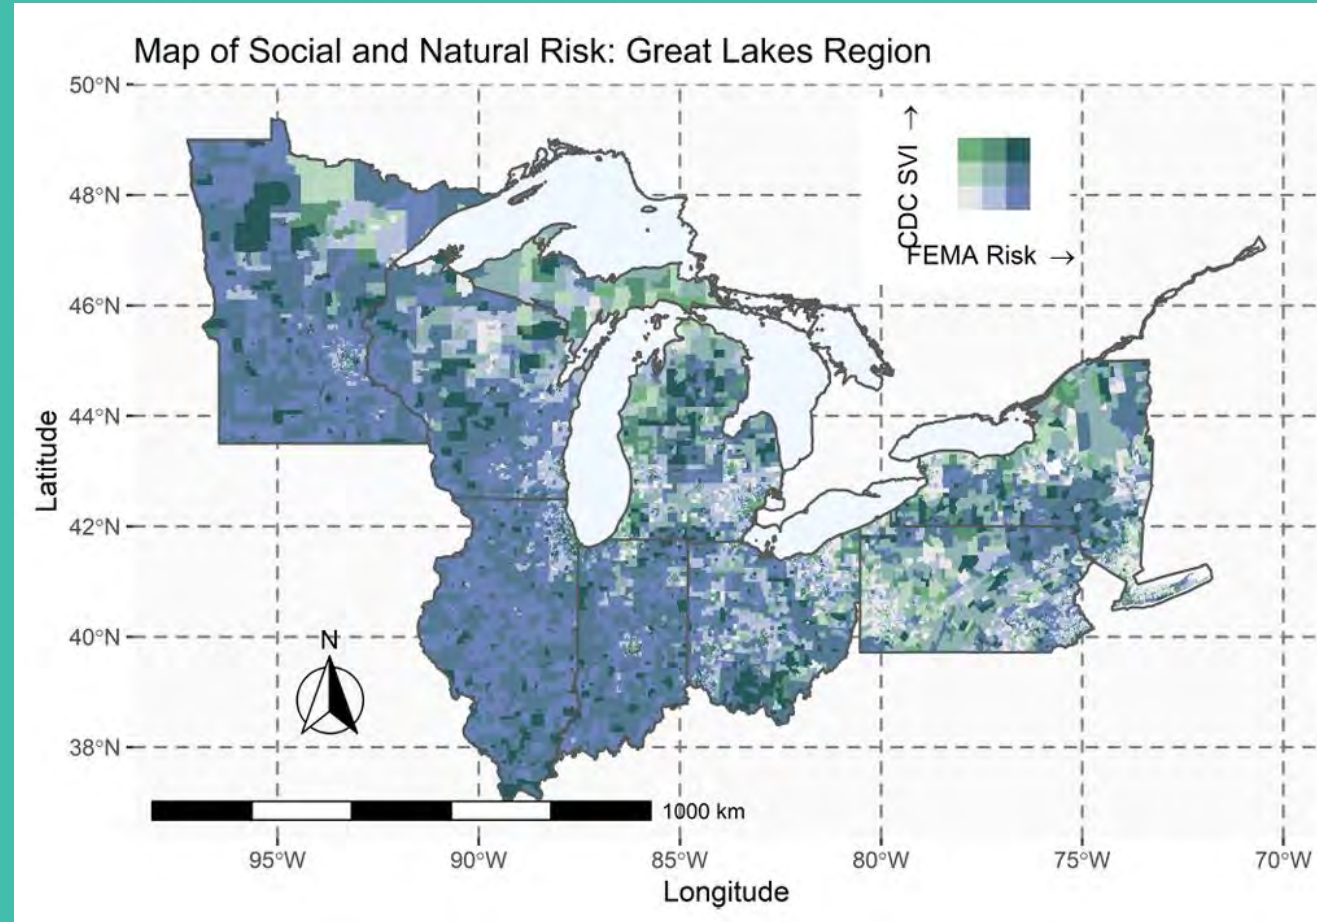 Map of Social and Natural Risk: Great Lakes Region
50°N
48°N
46°N
44°N
42°N
40°N
38°N
Latitude
CDC SVI →
FEMA Risk →
N
1000 km
95°W
90°W
85°W
80°W
75°W
70°W
Longitude